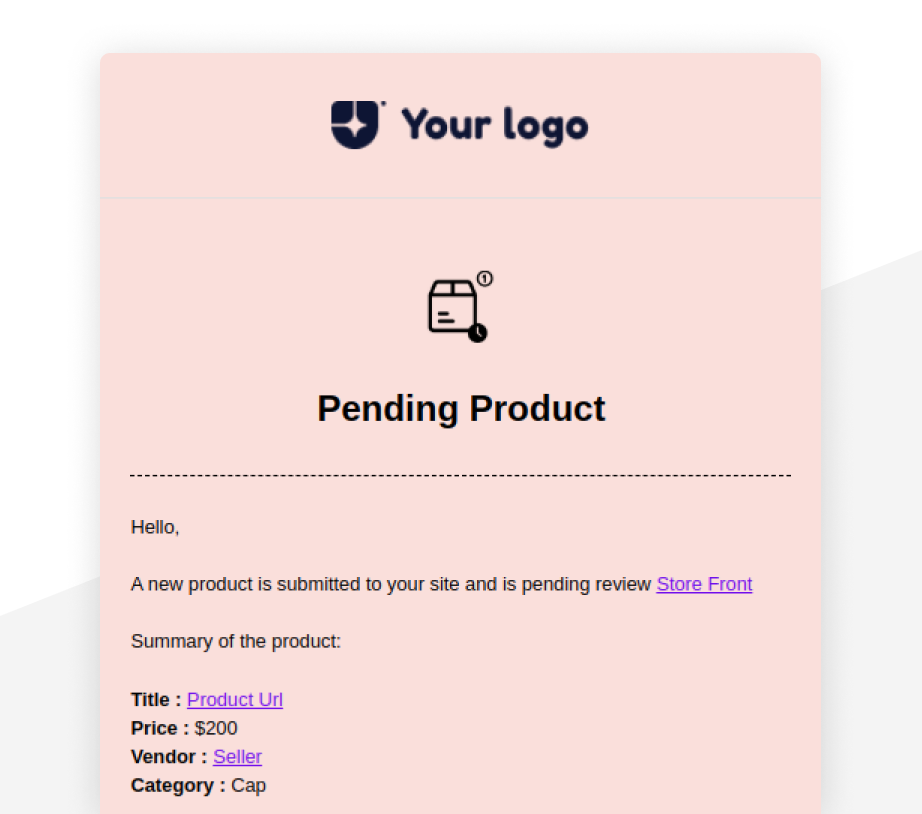 Your logo
1
Pending Product
Hello,
A new product is submitted to your site and is pending review Store Front
Summary of the product:
Title : Product Url
Price : $200
Vendor : Seller
Category : Cap